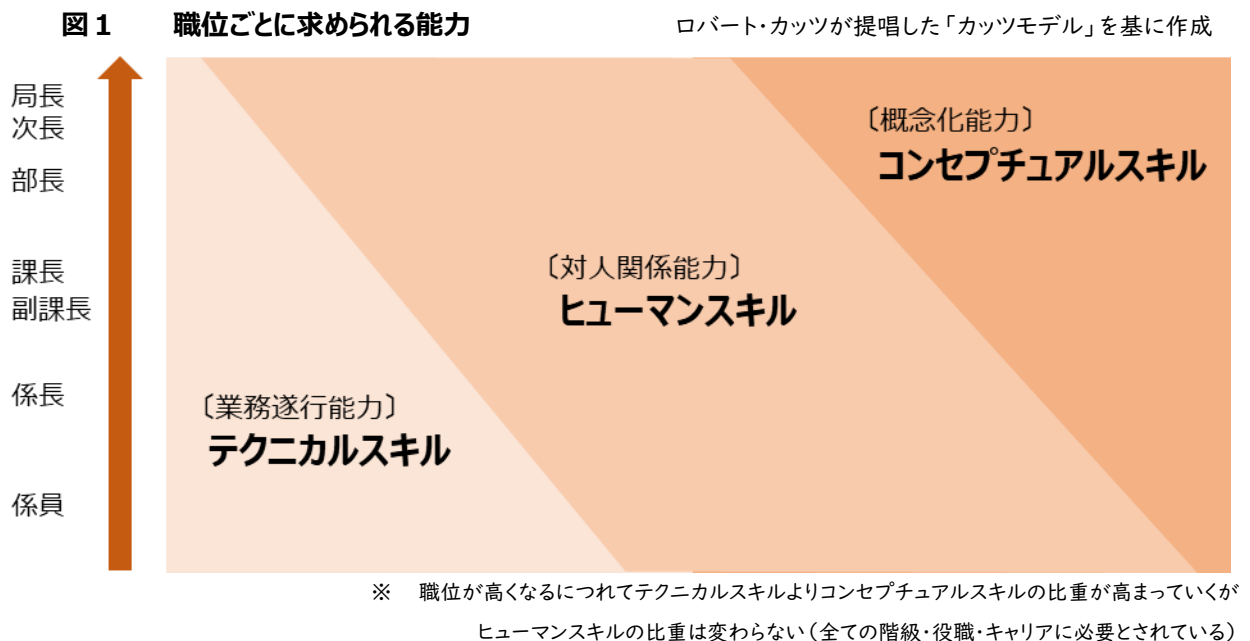 図1 職位ごとに求められる能力
ロバート・カッツが提唱した「カッツモデル」を基に作成
局長
次長
部長
課長
副課長
係長
係員
〔概念化能力〕
コンセプチュアルスキル
〔対人関係能力〕
ヒューマンスキル
〔業務遂行能力〕
テクニカルスキル
※ 職位が高くなるにつれてテクニカルスキルよりコンセプチュアルスキルの比重が高まっていくが
ヒューマンスキルの比重は変わらない(全ての階級・役職・キャリアに必要とされている)